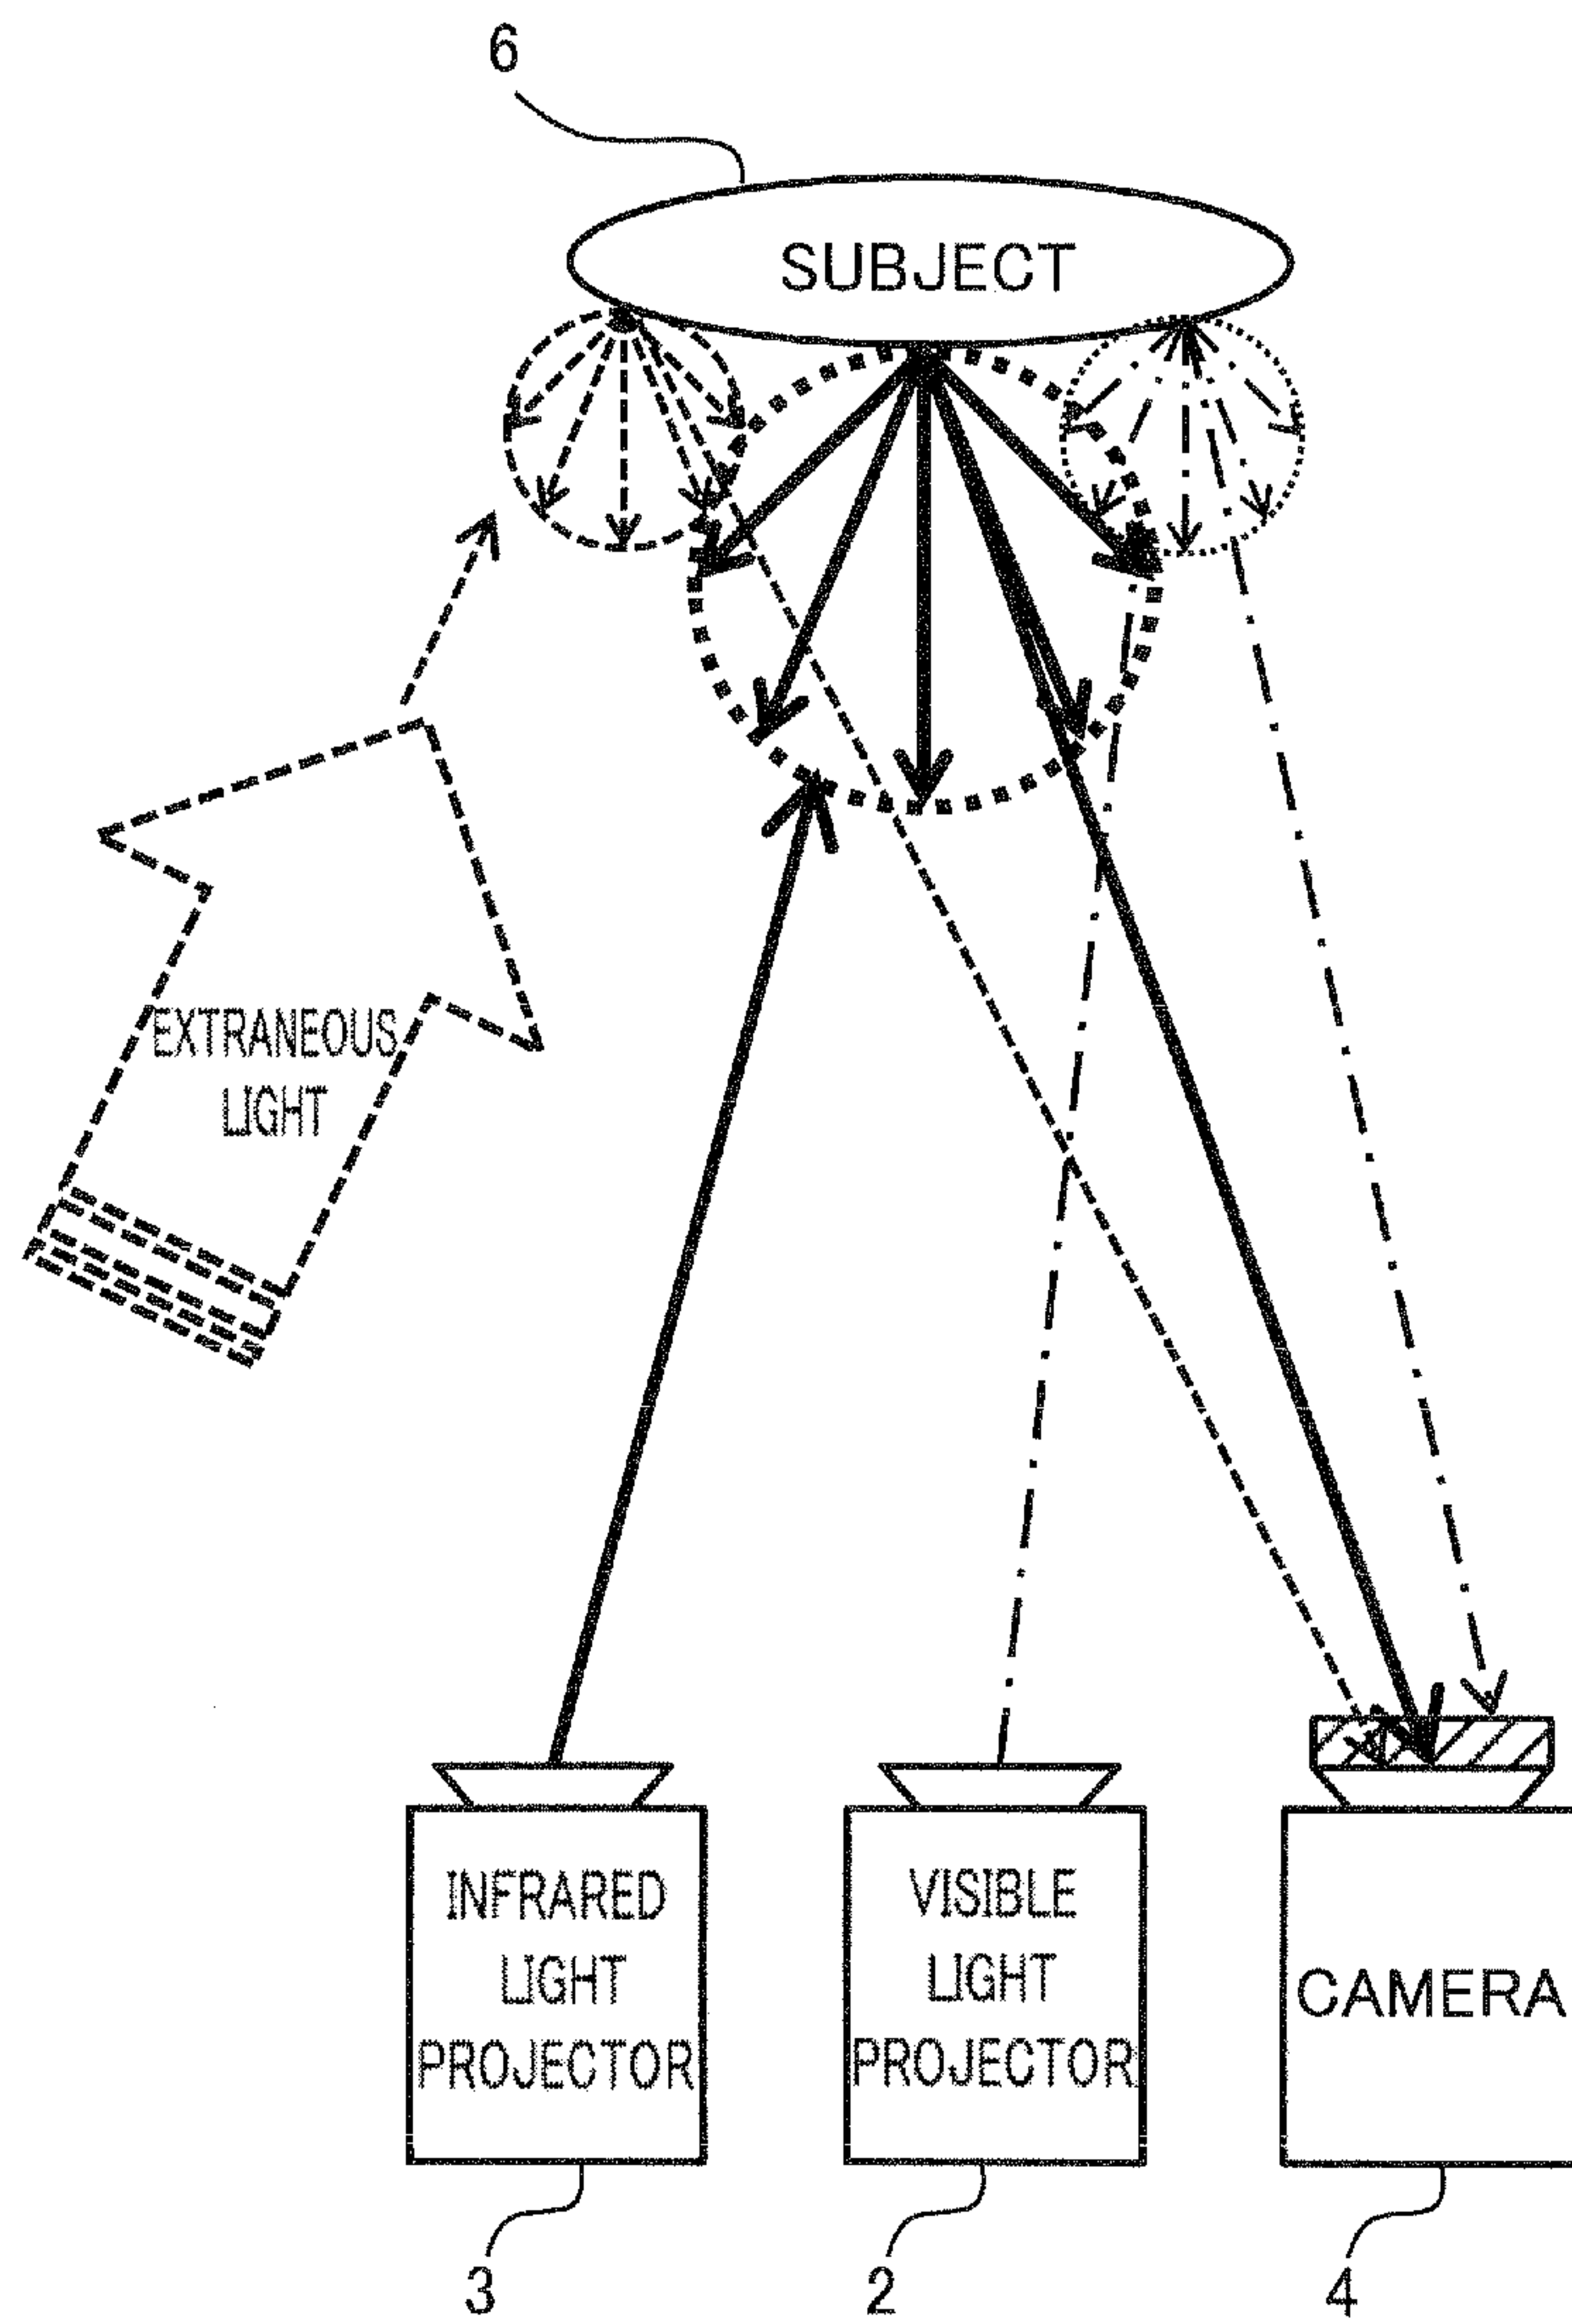 6
SUBJECT
EXTRANEOUS
LIGHT
INFRARED
LIGHT
PROJECTOR
VISIBLE
LIGHT
PROJECTOR
CAMERA
3
2
4